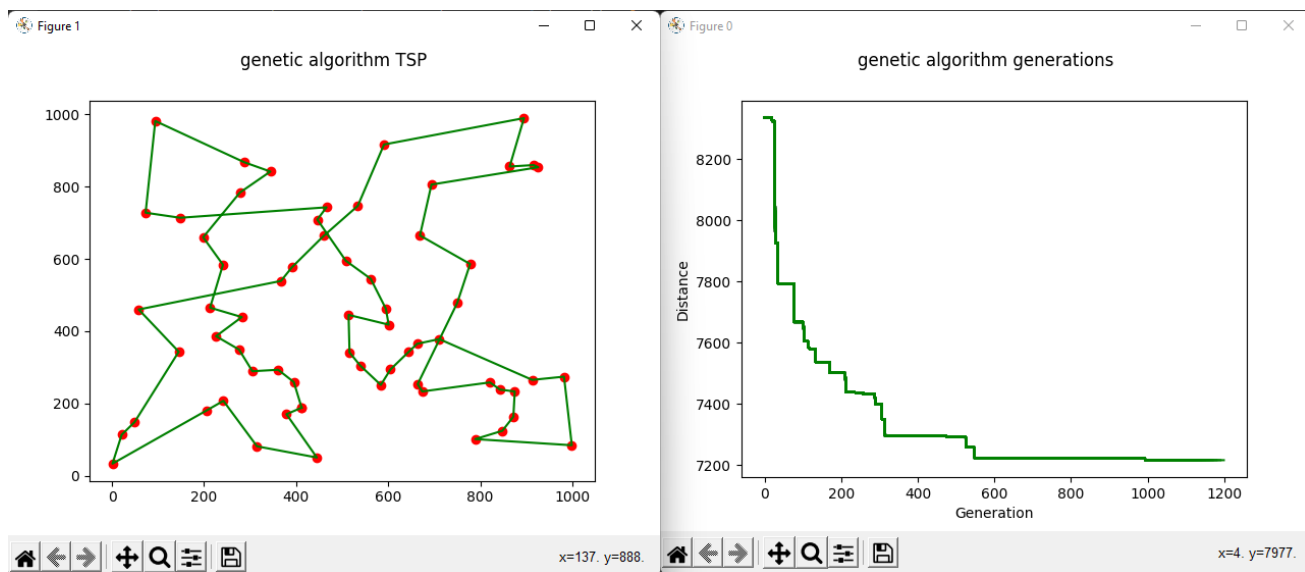 Figure 1
genetic algorithm TSP
1000
800
600
400
200
0
0 200 400 600 800 1000
x=137. y=888.
Figure 0
genetic algorithm generations
8200
8000
7800
7600
7400
7200
Distance
0 200 400 600 800 1000 1200
Generation
x=4. y=7977.